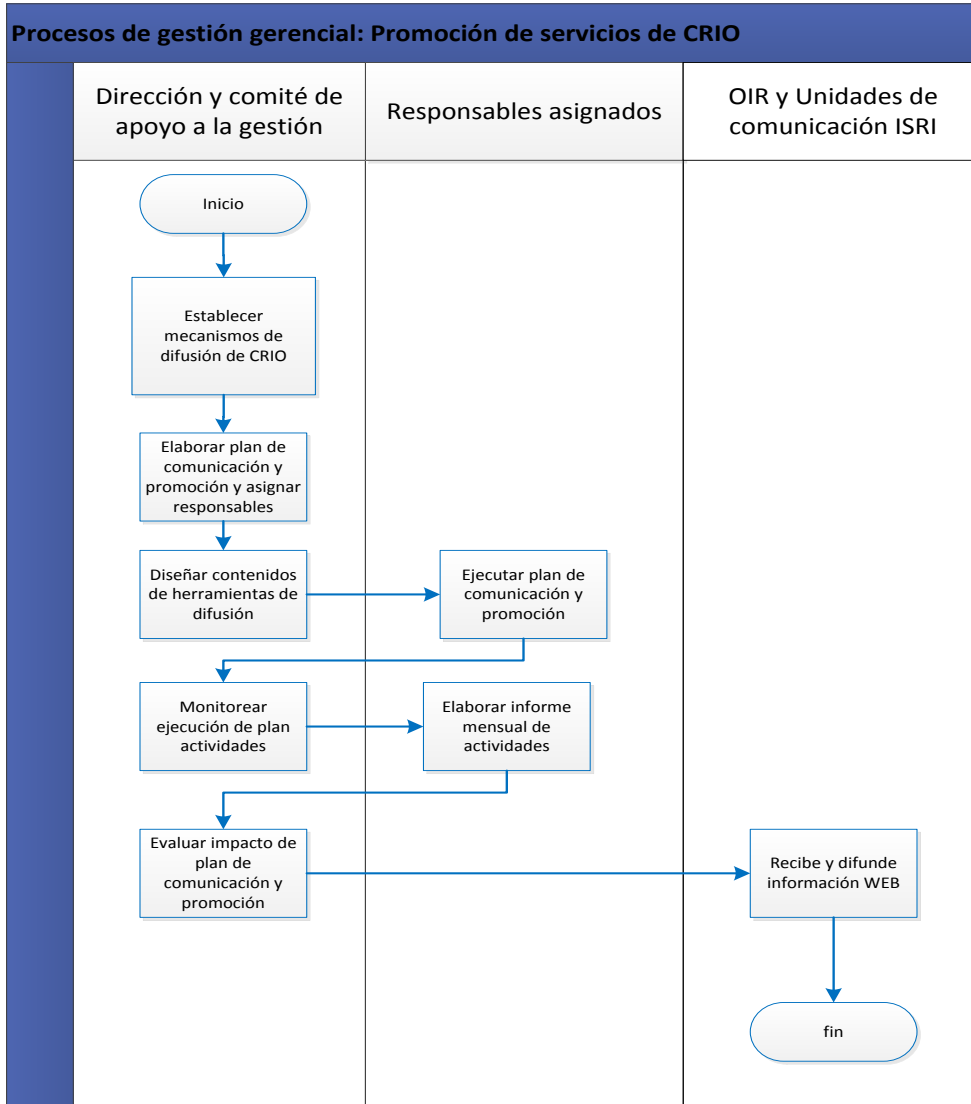 Procesos de gestión gerencial: Promoción de servicios de CRIO
Dirección y comité de
apoyo a la gestión
Responsables asignados
OIR y Unidades de
comunicación ISRI
Inicio
Establecer
mecanismos de
difusión de CRIO
Elaborar plan de
comunicación y
promoción y asignar
responsables
Diseñar contenidos
de herramientas de
difusión
Ejecutar plan de
comunicación y
promoción
Monitorear
ejecución de plan
actividades
Elaborar informe
mensual de
actividades
Evaluar impacto de
plan de
comunicación y
promoción
Recibe y difunde
información WEB
fin